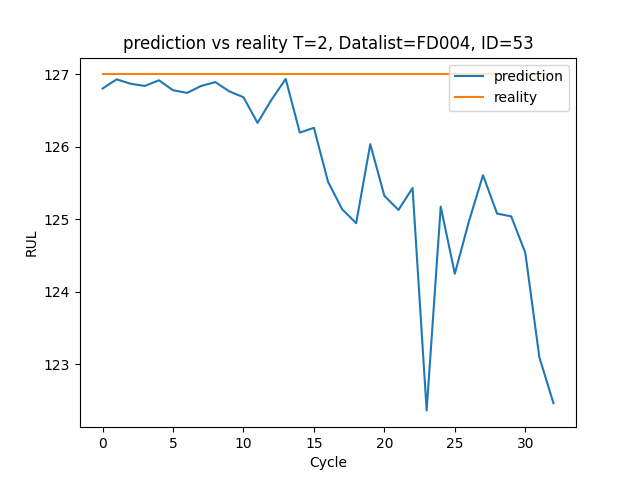 prediction vs reality T=2, Datalist=FD004, ID=53
127
126
125
124
123
RUL
prediction
reality
0 5 10 15 20 25 30
Cycle